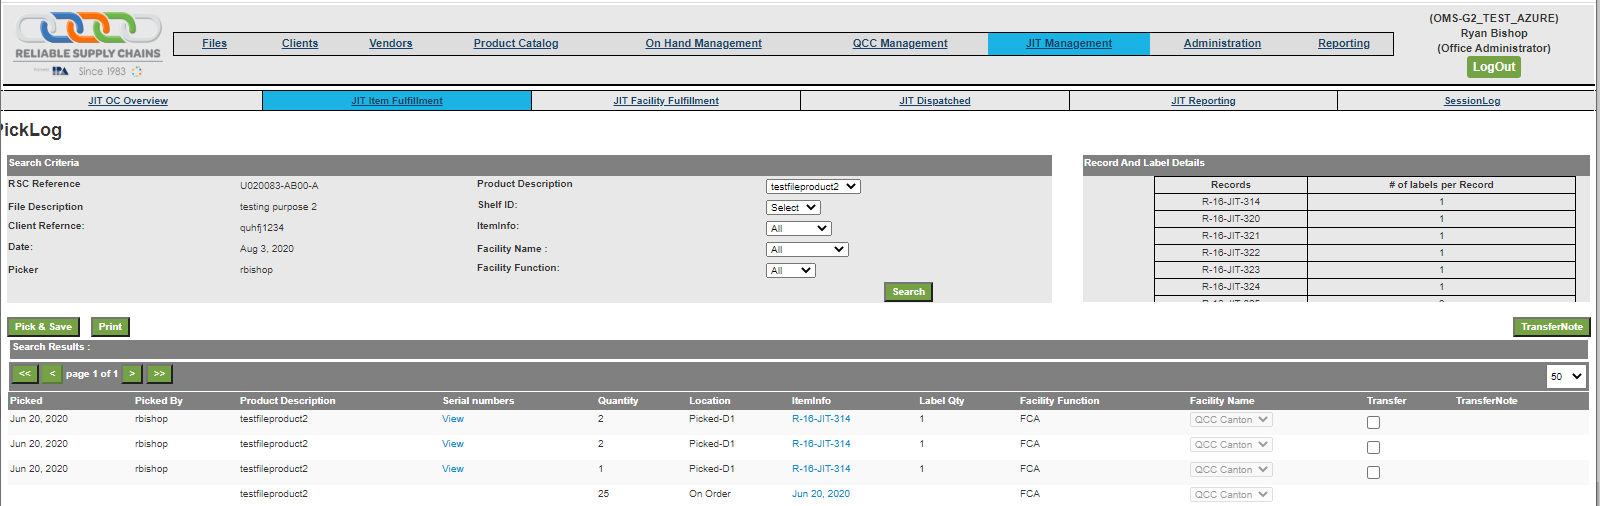 RELIABLE SUPPLY CHAINS
IPA Since 1983
Files Clients Vendors Product Catalog On Hand Management QCC Management JIT Management Administration Reporting
(OMS-G2_TEST_AZURE)
Ryan Bishop
(Office Administrator)
LogOut
JIT OC Overview JIT Item Fulfillment JIT Facility Fulfillment JIT Dispatched JIT Reporting SessionLog
PickLog
Search Criteria
RSC Reference U020083-AB00-A Product Description testfileproduct2
File Description testing purpose 2 Shelf ID: Select
Client Refernce: quhfj1234 ItemInfo: All
Date: Aug 3, 2020 Facility Name : All
Picker rbishop Facility Function: All
Search
Record And Label Details
Records # of labels per Record
R-16-JIT-314 1
R-16-JIT-320 1
R-16-JIT-321 1
R-16-JIT-322 1
R-16-JIT-323 1
R-16-JIT-324 1
Pick & Save Print TransferNote
Search Results :
<< < page 1 of 1 > >> 50
Picked Picked By Product Description Serial numbers Quantity Location ItemInfo Label Qty Facility Function Facility Name Transfer TransferNote
Jun 20, 2020 rbishop testfileproduct2 View 2 Picked-D1 R-16-JIT-314 1 FCA QCC Canton
Jun 20, 2020 rbishop testfileproduct2 View 2 Picked-D1 R-16-JIT-314 1 FCA QCC Canton
Jun 20, 2020 rbishop testfileproduct2 View 1 Picked-D1 R-16-JIT-314 1 FCA QCC Canton
testfileproduct2 25 On Order Jun 20, 2020 FCA QCC Canton